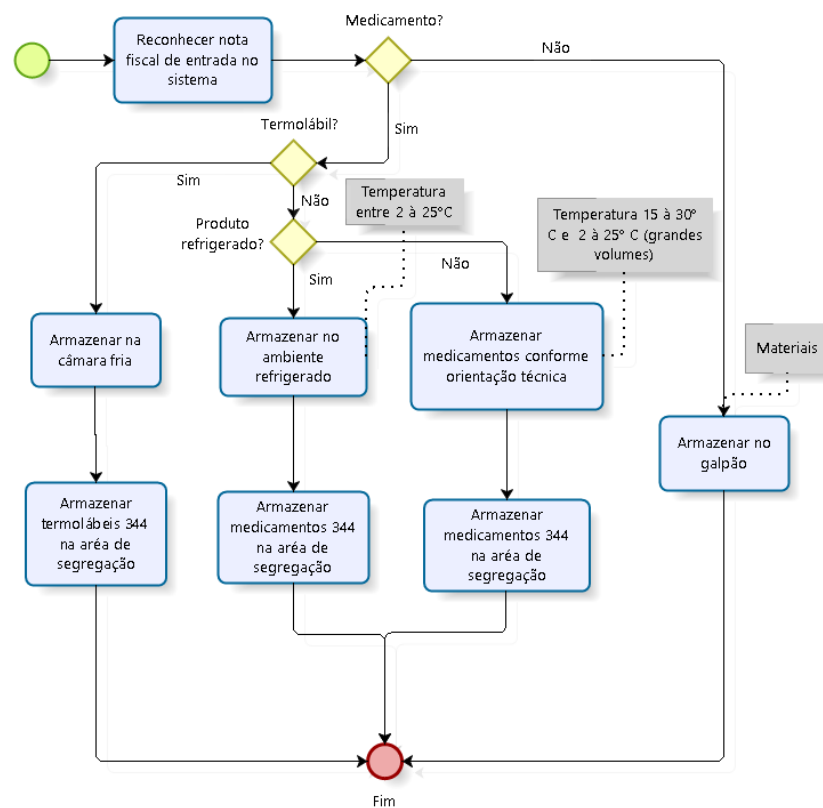 Medicamento?
Reconhecer nota
fiscal de entrada no
sistema
Não
Termolábil?
Sim
Sim
Não
Temperatura
entre 2 à 25°C
Temperatura 15 à 30°
C e  2 à 25° C (grandes
volumes)
Produto
refrigerado?
Sim
Não
Armazenar na
câmara fria
Armazenar no
ambiente
refrigerado
Armazenar
medicamentos conforme
orientação técnica
Materiais
Armazenar no
galpão
Armazenar
termolábeis 344
na aréa de
segregação
Armazenar
medicamentos 344
na aréa de
segregação
Armazenar
medicamentos 344
na aréa de
segregação
Fim